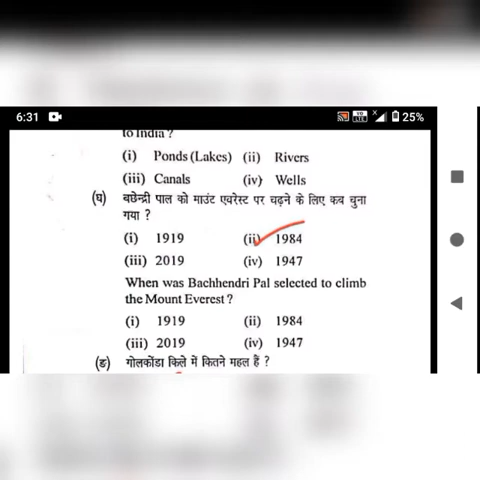 6:31
VO LTE
25%
to India ?
(i) Ponds (Lakes) (ii) Rivers
(iii) Canals (iv) Wells
(घ) बछेन्द्री पाल को माउंट एवरेस्ट पर चढ़ने के लिए कब चुना
गया ?
(i) 1919 (ii) 1984
(iii) 2019 (iv) 1947
When was Bachhendri Pal selected to climb
the Mount Everest ?
(i) 1919 (ii) 1984
(iii) 2019 (iv) 1947
(ङ) गोलकोंडा किले में कितने महल हैं ?